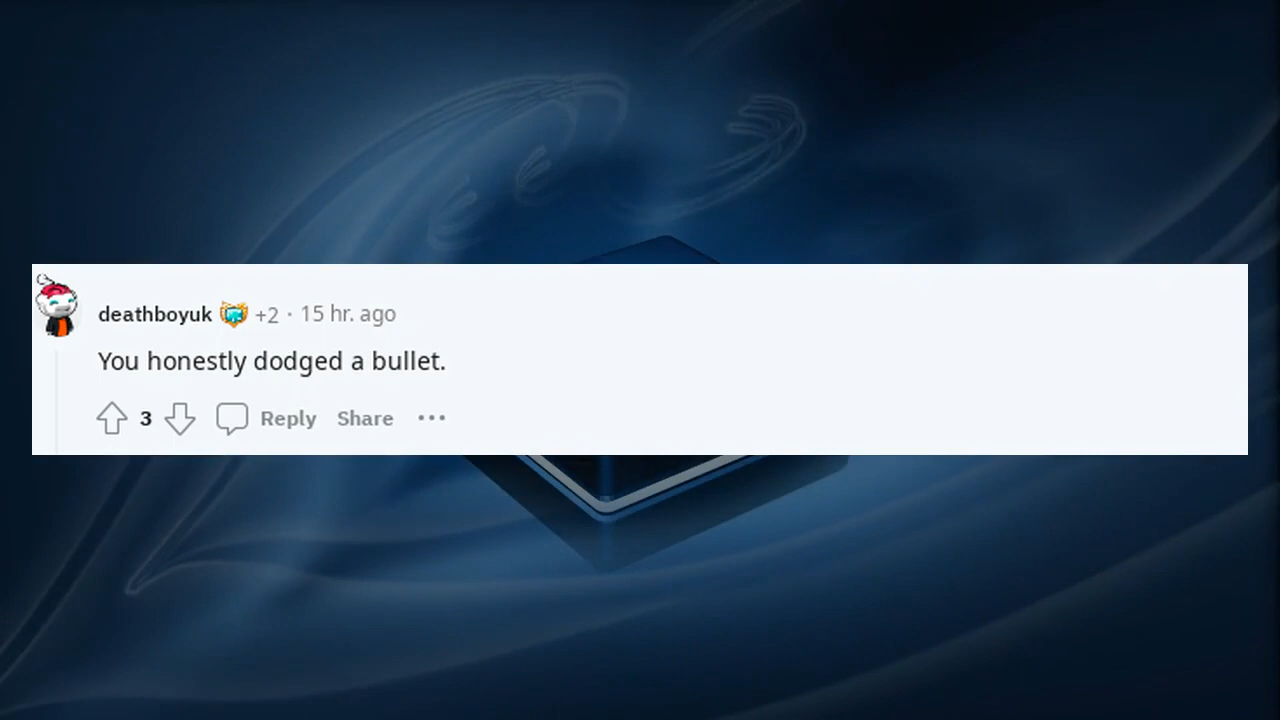 deathboyuk +2 · 15 hr. ago
You honestly dodged a bullet.
3 Reply Share ···